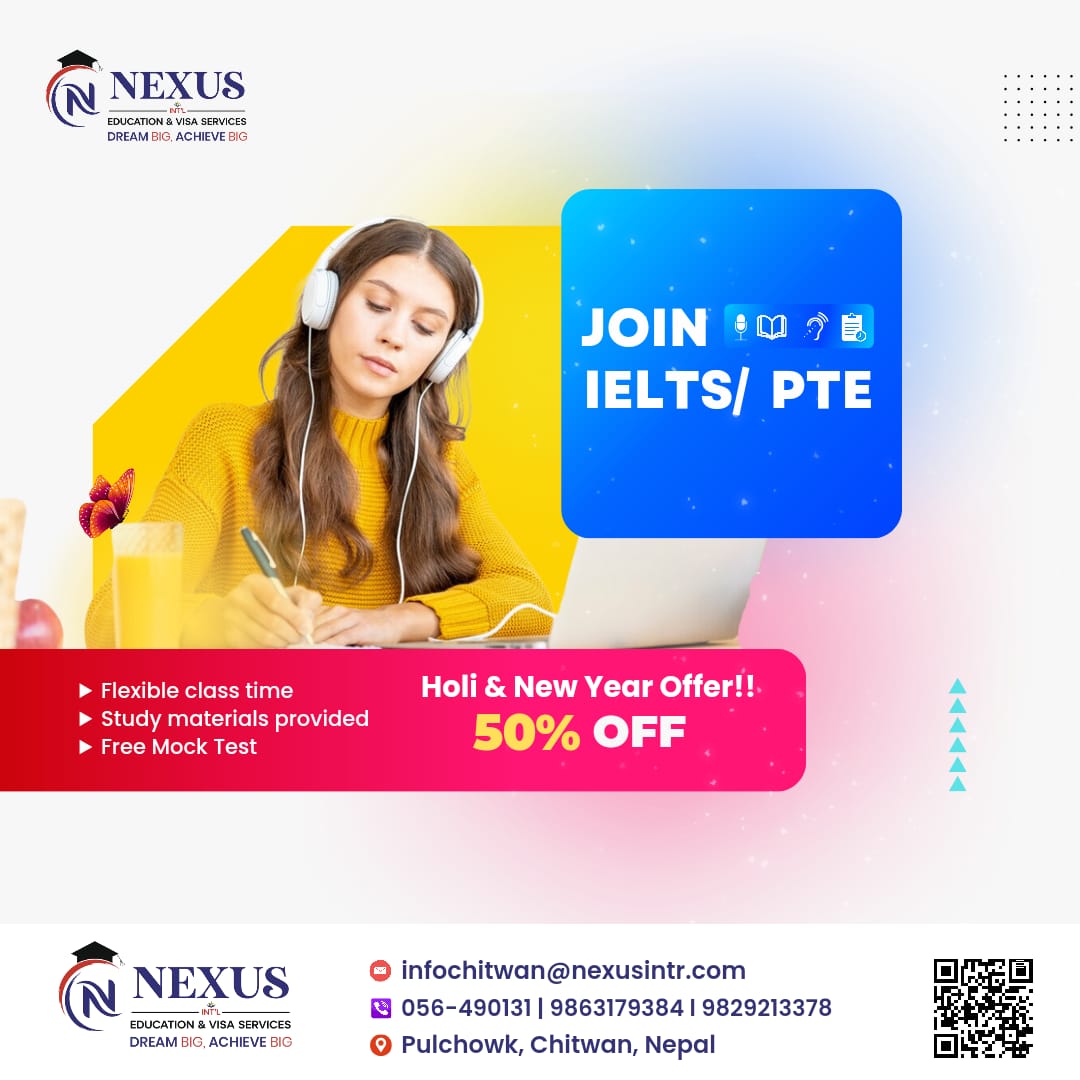 NEXUS
INT'L
EDUCATION & VISA SERVICES
DREAM BIG, ACHIEVE BIG
JOIN
IELTS/ PTE
Flexible class time
Study materials provided
Free Mock Test
Holi & New Year Offer!!
50% OFF
NEXUS
INT'L
EDUCATION & VISA SERVICES
DREAM BIG, ACHIEVE BIG
infochitwan@nexusintr.com
056-490131 | 9863179384 l 9829213378
Pulchowk, Chitwan, Nepal